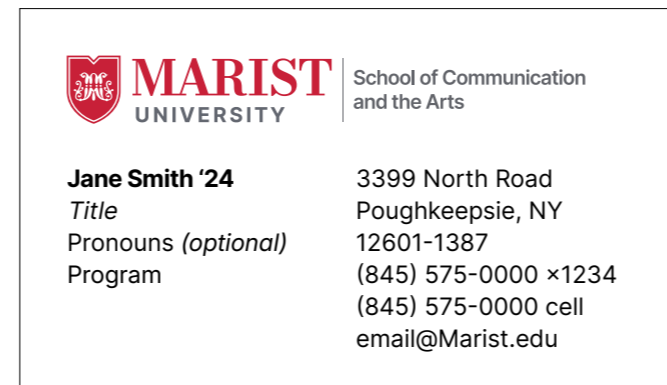 MARIST
UNIVERSITY
School of Communication
and the Arts
Jane Smith ‘24
Title
Pronouns (optional)
Program
3399 North Road
Poughkeepsie, NY
12601-1387
(845) 575-0000 ×1234
(845) 575-0000 cell
email@Marist.edu